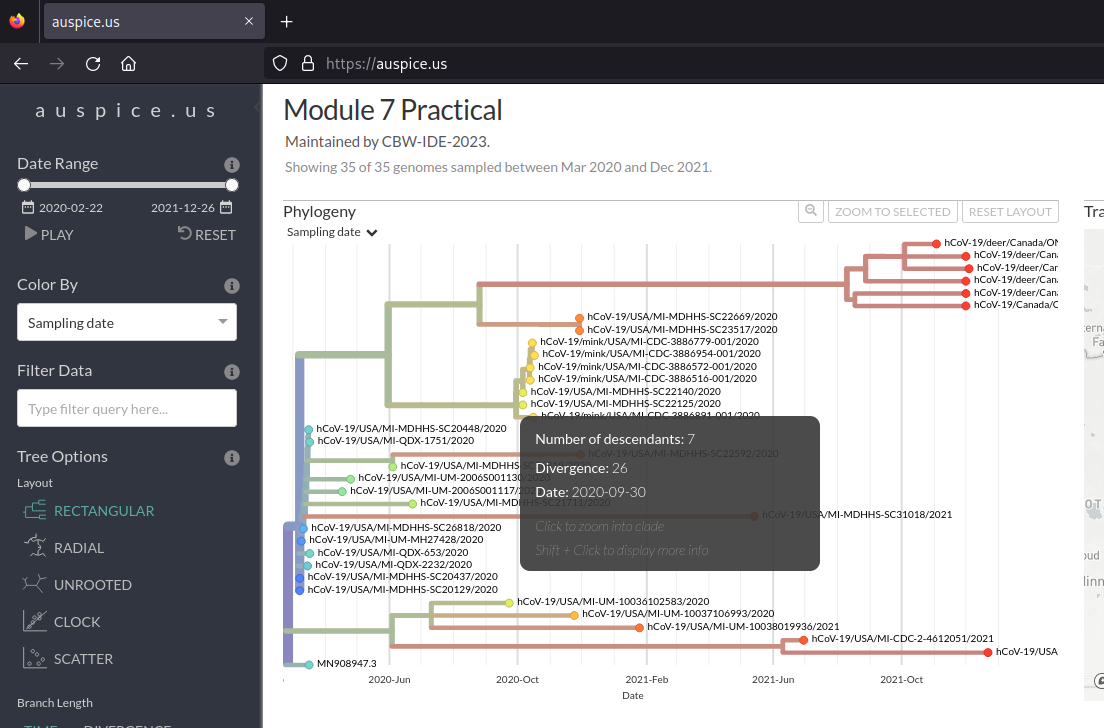 auspice.us
https://auspice.us
auspice.us
Date Range
2020-02-22
2021-12-26
PLAY
RESET
Color By
Sampling date
Filter Data
Type filter query here...
Tree Options
Layout
RECTANGULAR
RADIAL
UNROOTED
CLOCK
SCATTER
Branch Length
TIME
DIVERGENCE
Module 7 Practical
Maintained by CBW-IDE-2023.
Showing 35 of 35 genomes sampled between Mar 2020 and Dec 2021.
Phylogeny
ZOOM TO SELECTED
RESET LAYOUT
Sampling date
hCoV-19/deer/Canada/ON
hCoV-19/deer/Cana
hCoV-19/deer/Can
hCoV-19/deer/Cana
hCoV-19/deer/Cana
hCoV-19/Canada/O
hCoV-19/USA/MI-MDHHS-SC22669/2020
hCoV-19/USA/MI-MDHHS-SC23517/2020
hCoV-19/mink/USA/MI-CDC-3886779-001/2020
hCoV-19/mink/USA/MI-CDC-3886954-001/2020
hCoV-19/mink/USA/MI-CDC-3886572-001/2020
hCoV-19/mink/USA/MI-CDC-3886516-001/2020
hCoV-19/USA/MI-MDHHS-SC22140/2020
hCoV-19/USA/MI-MDHHS-SC22125/2020
hCoV-19/mink/USA/MI-CDC-3886891-001/2020
hCoV-19/USA/MI-MDHHS-SC20448/2020
hCoV-19/USA/MI-QDX-1751/2020
hCoV-19/USA/MI-MDHHS-SC22592/2020
hCoV-19/USA/MI-MDHHS-S
hCoV-19/USA/MI-UM-2006S001130/2020
hCoV-19/USA/MI-UM-2006S001117/2020
hCoV-19/USA/MI-MDHHS-SC21711/2020
hCoV-19/USA/MI-MDHHS-SC31018/2021
hCoV-19/USA/MI-MDHHS-SC26818/2020
hCoV-19/USA/MI-UM-MH27428/2020
hCoV-19/USA/MI-QDX-653/2020
hCoV-19/USA/MI-QDX-2232/2020
hCoV-19/USA/MI-MDHHS-SC20437/2020
hCoV-19/USA/MI-MDHHS-SC20129/2020
hCoV-19/USA/MI-UM-10036102583/2020
hCoV-19/USA/MI-UM-10037106993/2020
hCoV-19/USA/MI-UM-10038019936/2021
hCoV-19/USA/MI-CDC-2-4612051/2021
hCoV-19/USA
MN908947.3
Number of descendants: 7
Divergence: 26
Date: 2020-09-30
Click to zoom into clade
Shift + Click to display more info
2020-Jun
2020-Oct
2021-Feb
2021-Jun
2021-Oct
Date
Tra